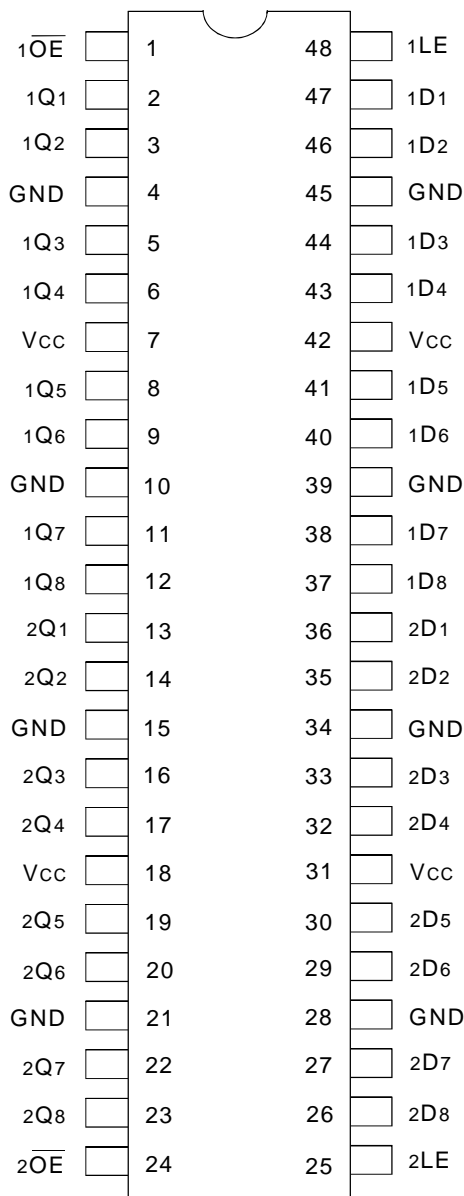 1OE 1 48 1LE
1Q1 2 47 1D1
1Q2 3 46 1D2
GND 4 45 GND
1Q3 5 44 1D3
1Q4 6 43 1D4
VCC 7 42 VCC
1Q5 8 41 1D5
1Q6 9 40 1D6
GND 10 39 GND
1Q7 11 38 1D7
1Q8 12 37 1D8
2Q1 13 36 2D1
2Q2 14 35 2D2
GND 15 34 GND
2Q3 16 33 2D3
2Q4 17 32 2D4
VCC 18 31 VCC
2Q5 19 30 2D5
2Q6 20 29 2D6
GND 21 28 GND
2Q7 22 27 2D7
2Q8 23 26 2D8
2OE 24 25 2LE